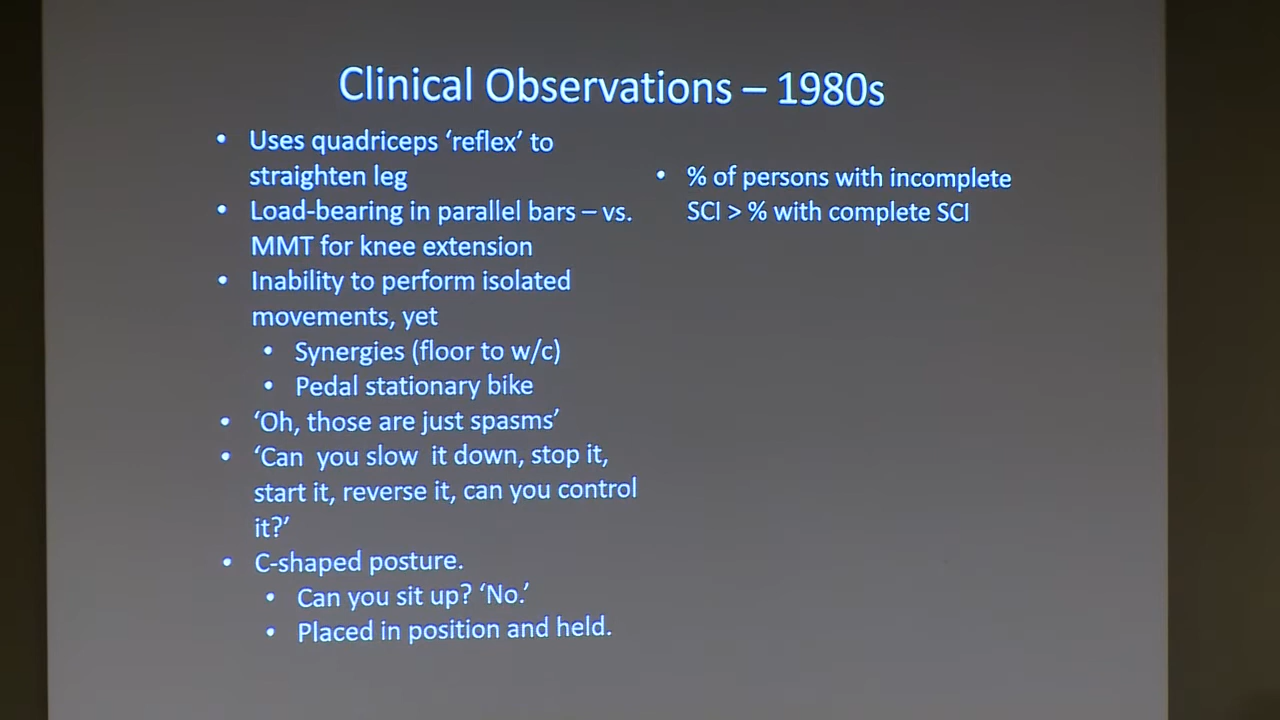 Clinical Observations – 1980s
• Uses quadriceps ‘reflex’ to
straighten leg
• Load-bearing in parallel bars – vs.
MMT for knee extension
• Inability to perform isolated
movements, yet
• Synergies (floor to w/c)
• Pedal stationary bike
• ‘Oh, those are just spasms’
• ‘Can you slow it down, stop it,
start it, reverse it, can you control
it?’
• C-shaped posture.
• Can you sit up? ‘No.’
• Placed in position and held.
• % of persons with incomplete
SCI > % with complete SCI